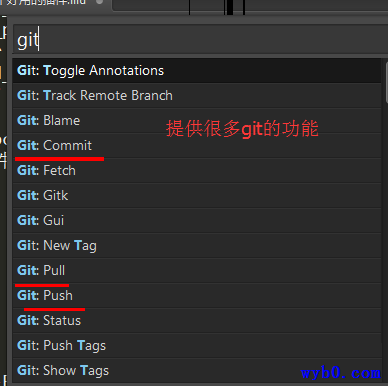 个好用的插件.md
git
Git: Toggle Annotations
Git: Track Remote Branch
Git: Blame
提供很多git的功能
Git: Commit
Git: Fetch
Git: Gitk
Git: Gui
Git: New Tag
Git: Pull
Git: Push
Git: Status
Git: Push Tags
Git: Show Tags
wyb0.com